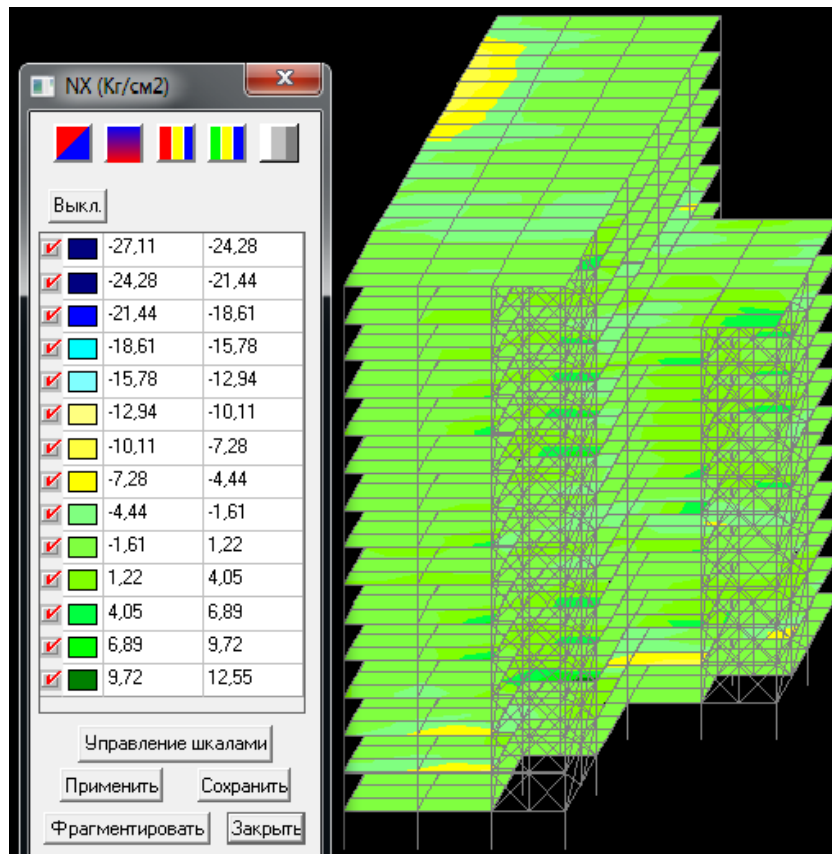 NX (Кг/см2)
Выкл.
-27,11 -24,28
-24,28 -21,44
-21,44 -18,61
-18,61 -15,78
-15,78 -12,94
-12,94 -10,11
-10,11 -7,28
-7,28 -4,44
-4,44 -1,61
-1,61 1,22
1,22 4,05
4,05 6,89
6,89 9,72
9,72 12,55
Управление шкалами
Применить Сохранить
Фрагментировать Закрыть